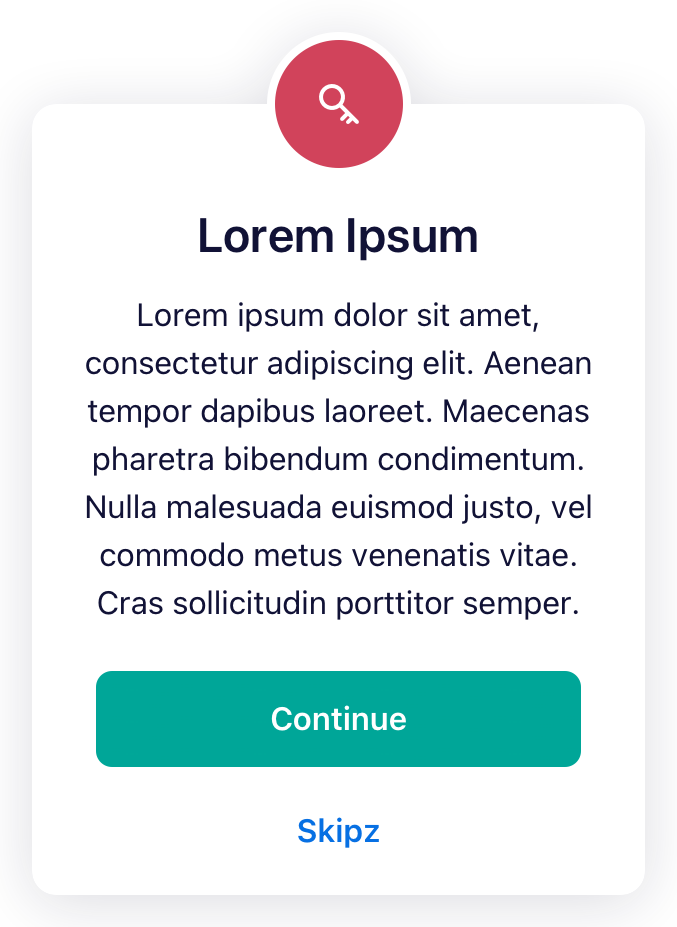 Lorem Ipsum
Lorem ipsum dolor sit amet,
consectetur adipiscing elit. Aenean
tempor dapibus laoreet. Maecenas
pharetra bibendum condimentum.
Nulla malesuada euismod justo, vel
commodo metus venenatis vitae.
Cras sollicitudin porttitor semper.
Continue
Skipz